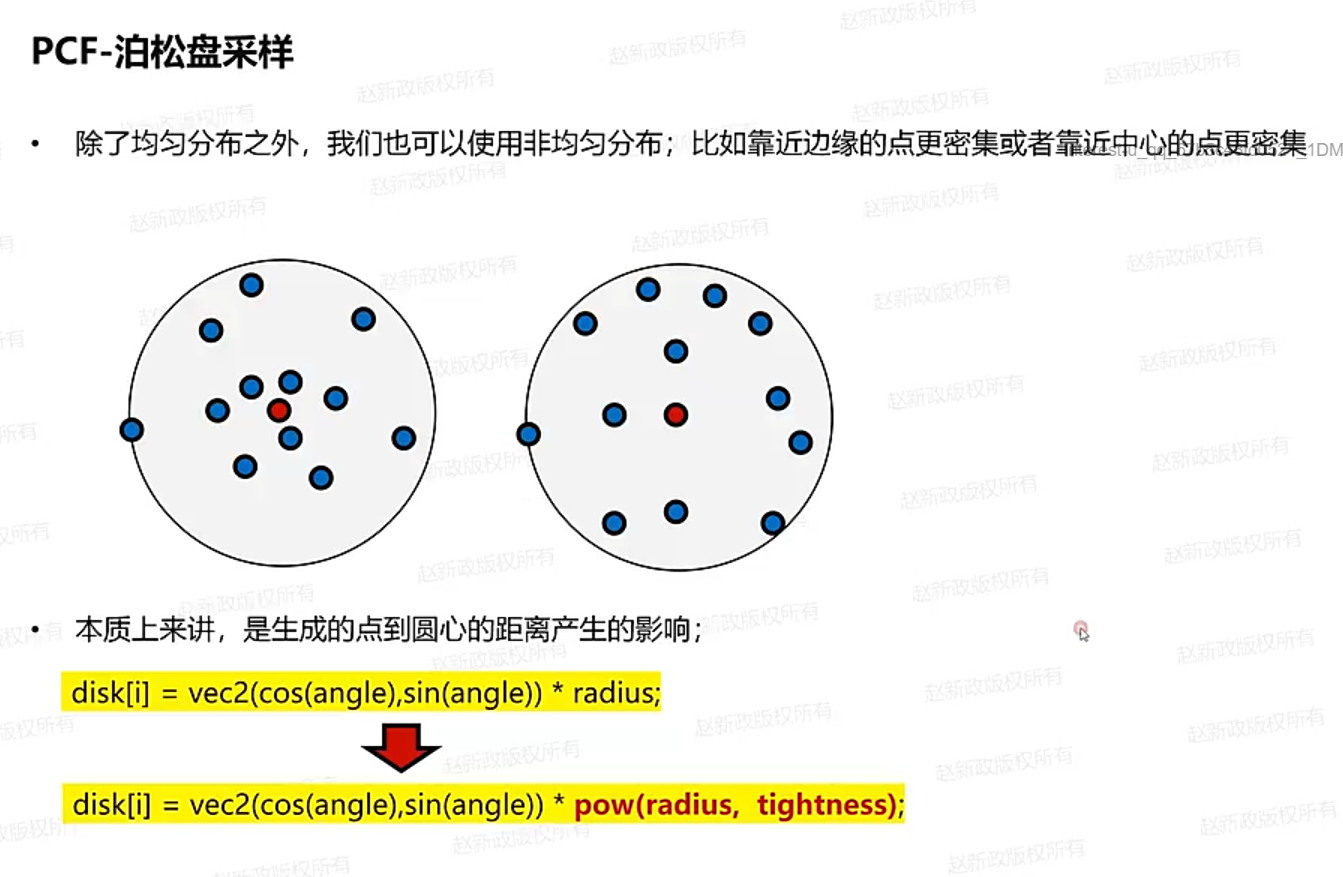 PCF-泊松盘采样
• 除了均匀分布之外，我们也可以使用非均匀分布；比如靠近边缘的点更密集或者靠近中心的点更密集
• 本质上来讲，是生成的点到圆心的距离产生的影响；
disk[i] = vec2(cos(angle),sin(angle)) * radius;
disk[i] = vec2(cos(angle),sin(angle)) * pow(radius, tightness);
赵新政版权所有